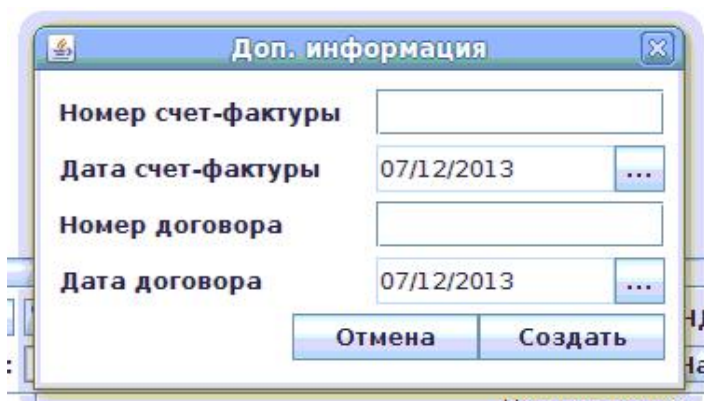 Доп. информация
Номер счет-фактуры
Дата счет-фактуры 07/12/2013 ...
Номер договора
Дата договора 07/12/2013 ...
Отмена Создать